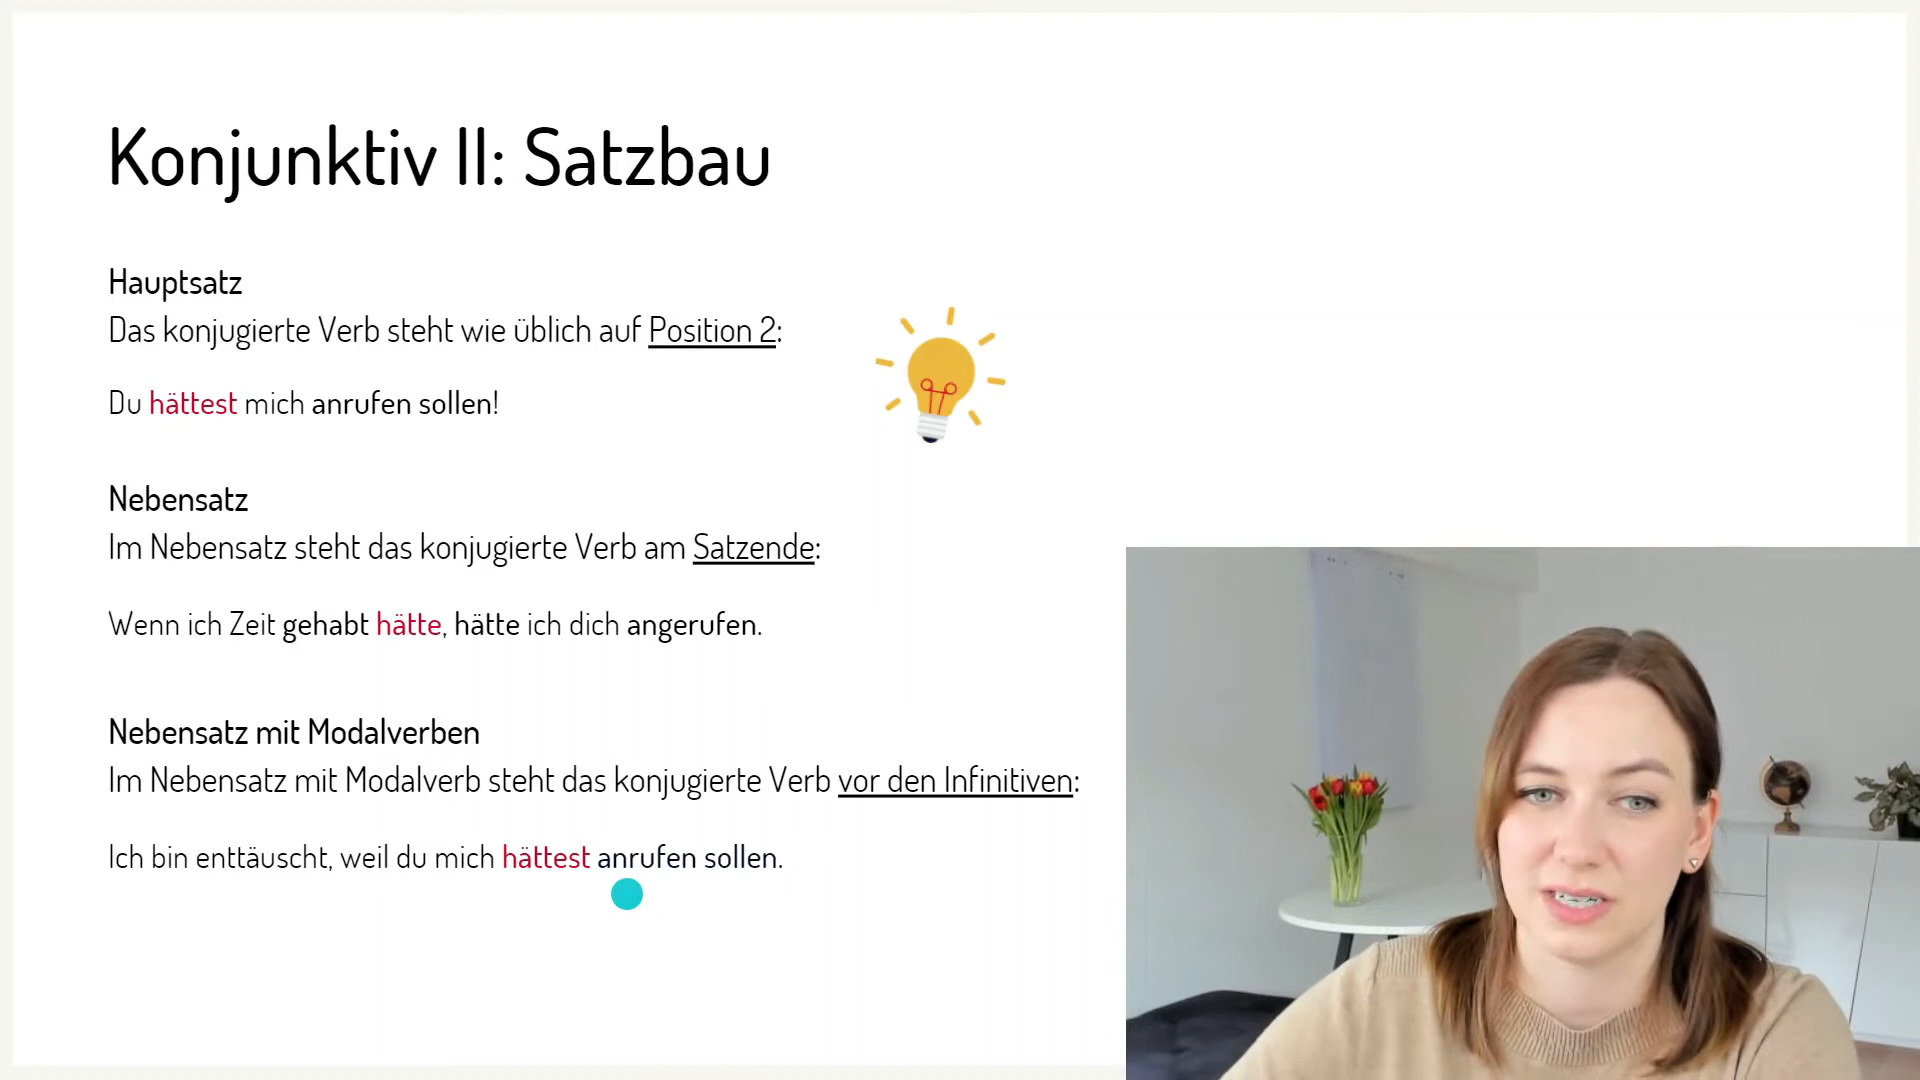 Konjunktiv II: Satzbau
Hauptsatz
Das konjugierte Verb steht wie üblich auf Position 2:
Du hättest mich anrufen sollen!
Nebensatz
Im Nebensatz steht das konjugierte Verb am Satzende:
Wenn ich Zeit gehabt hätte, hätte ich dich angerufen.
Nebensatz mit Modalverben
Im Nebensatz mit Modalverb steht das konjugierte Verb vor den Infinitiven:
Ich bin enttäuscht, weil du mich hättest anrufen sollen.